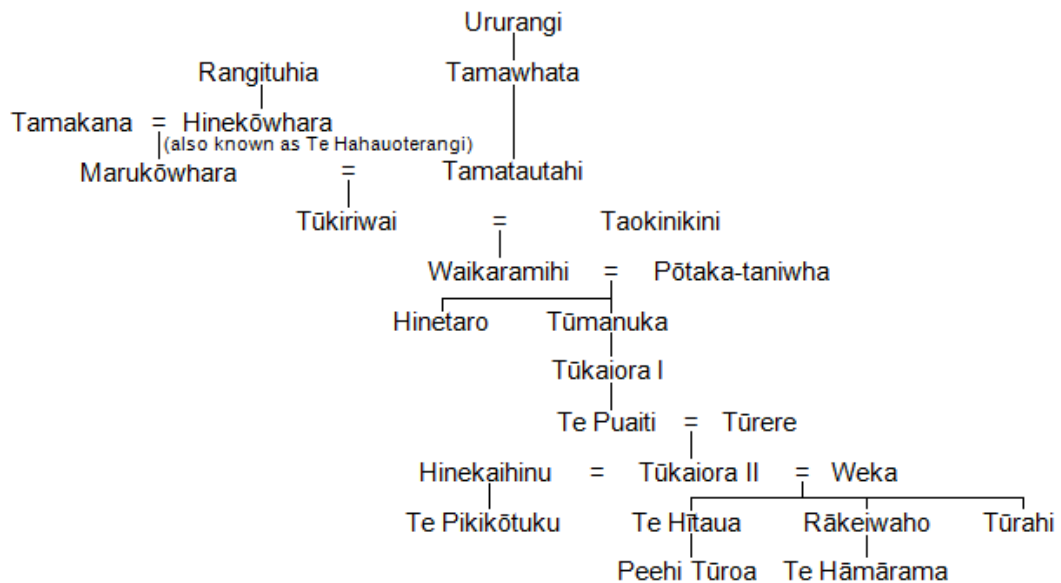 Ururangi
Rangituhia Tamawhata
Tamakana = Hinekōwhara
(also known as Te Hahauoterangi)
Marukōwhara = Tamatautahi
Tūkiriwai = Taokinikini
Waikaramihi = Pōtaka-taniwha
Hinetaro Tūmanuka
Tūkaiora I
Te Puaiti = Tūrere
Hinekaihinu = Tūkaiora II = Weka
Te Pikikōtuku Te Hītaua Rākeiwaho Tūrahi
Peehi Tūroa Te Hāmārama